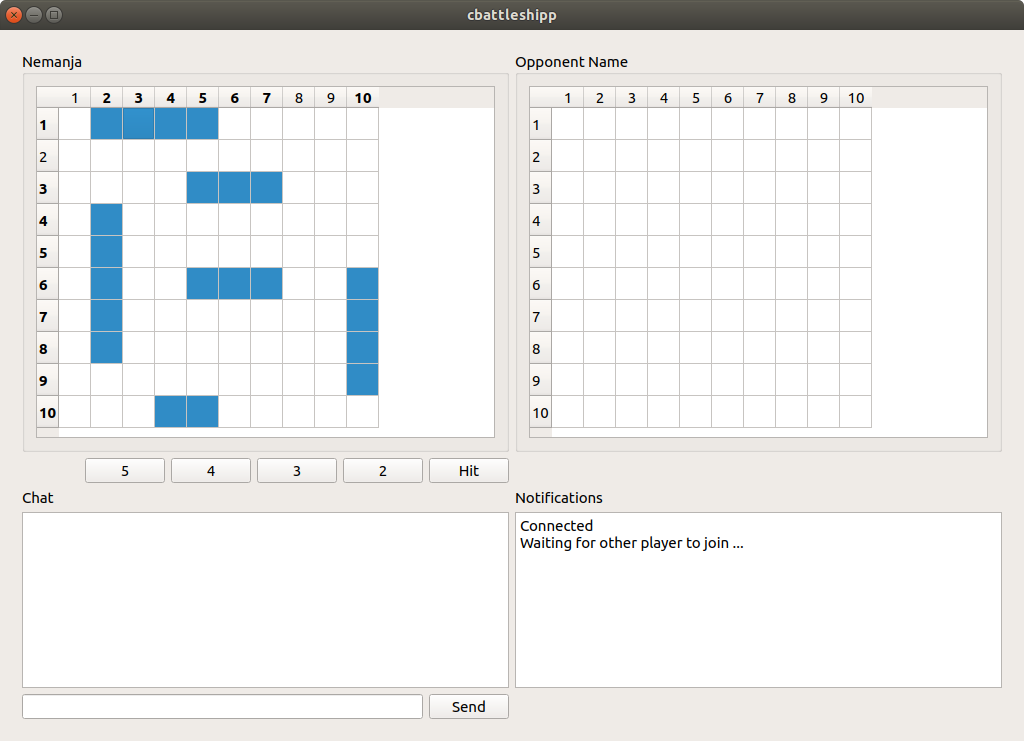 cbattleshipp
Nemanja
1 2 3 4 5 6 7 8 9 10
1
2
3
4
5
6
7
8
9
10
Opponent Name
1 2 3 4 5 6 7 8 9 10
1
2
3
4
5
6
7
8
9
10
5 4 3 2 Hit
Chat
Send
Notifications
Connected
Waiting for other player to join ...